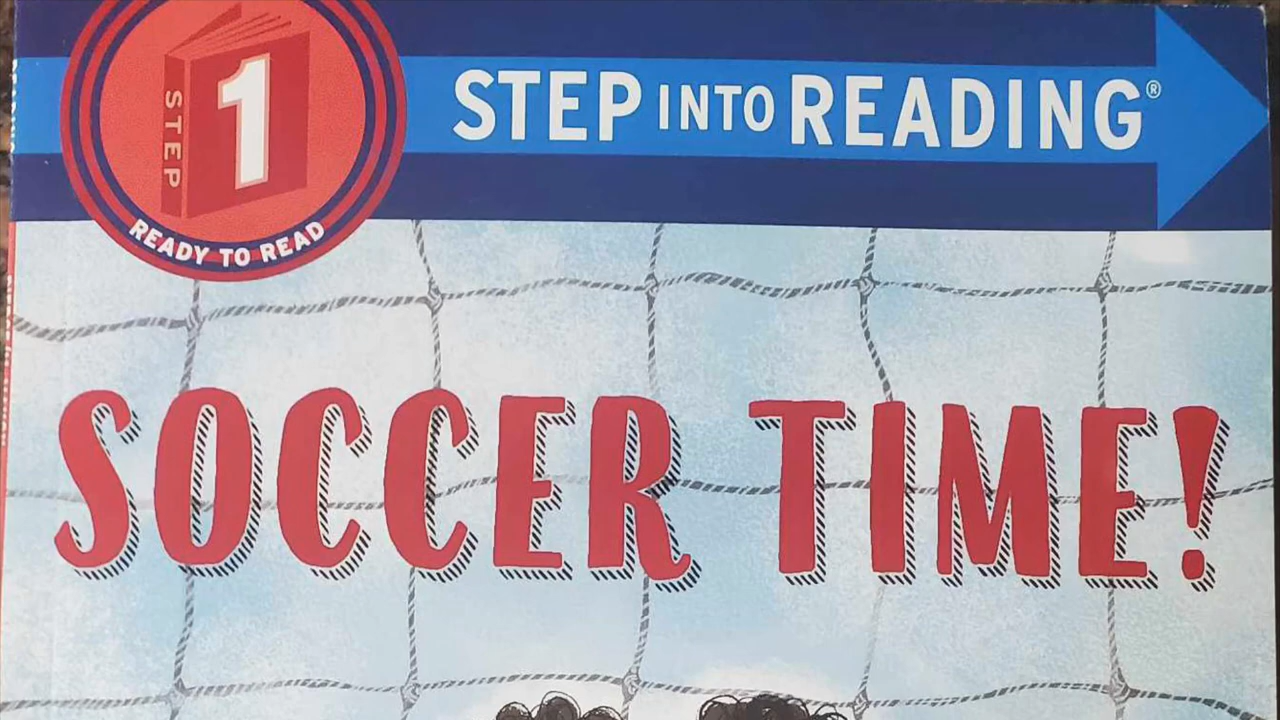 STEP 1
READY TO READ
STEP INTO READING®
SOCCER TIME!